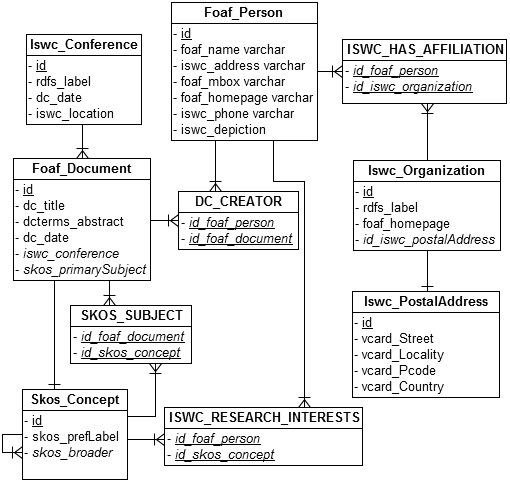 Foaf_Person
- id
- foaf_name varchar
- iswc_address varchar
- foaf_mbox varchar
- foaf_homepage varchar
- iswc_phone varchar
- iswc_depiction
Iswc_Conference
- id
- rdfs_label
- dc_date
- iswc_location
ISWC_HAS_AFFILIATION
- id_foaf_person
- id_iswc_organization
Foaf_Document
- id
- dc_title
- dcterms_abstract
- dc_date
- iswc_conference
- skos_primarySubject
DC_CREATOR
- id_foaf_person
- id_foaf_document
Iswc_Organization
- id
- rdfs_label
- foaf_homepage
- id_iswc_postalAddress
SKOS_SUBJECT
- id_foaf_document
- id_skos_concept
Iswc_PostalAddress
- id
- vcard_Street
- vcard_Locality
- vcard_Pcode
- vcard_Country
Skos_Concept
- id
- skos_prefLabel
- skos_broader
ISWC_RESEARCH_INTERESTS
- id_foaf_person
- id_skos_concept